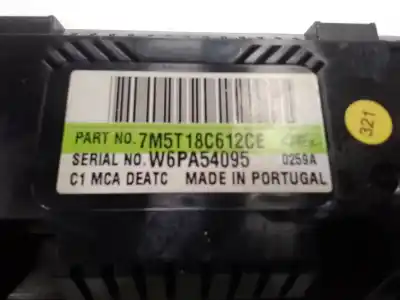 PART NO. 7M5T18C612CE
SERIAL NO. W6PA54095 0259A
C1 MCA DEATC MADE IN PORTUGAL
321